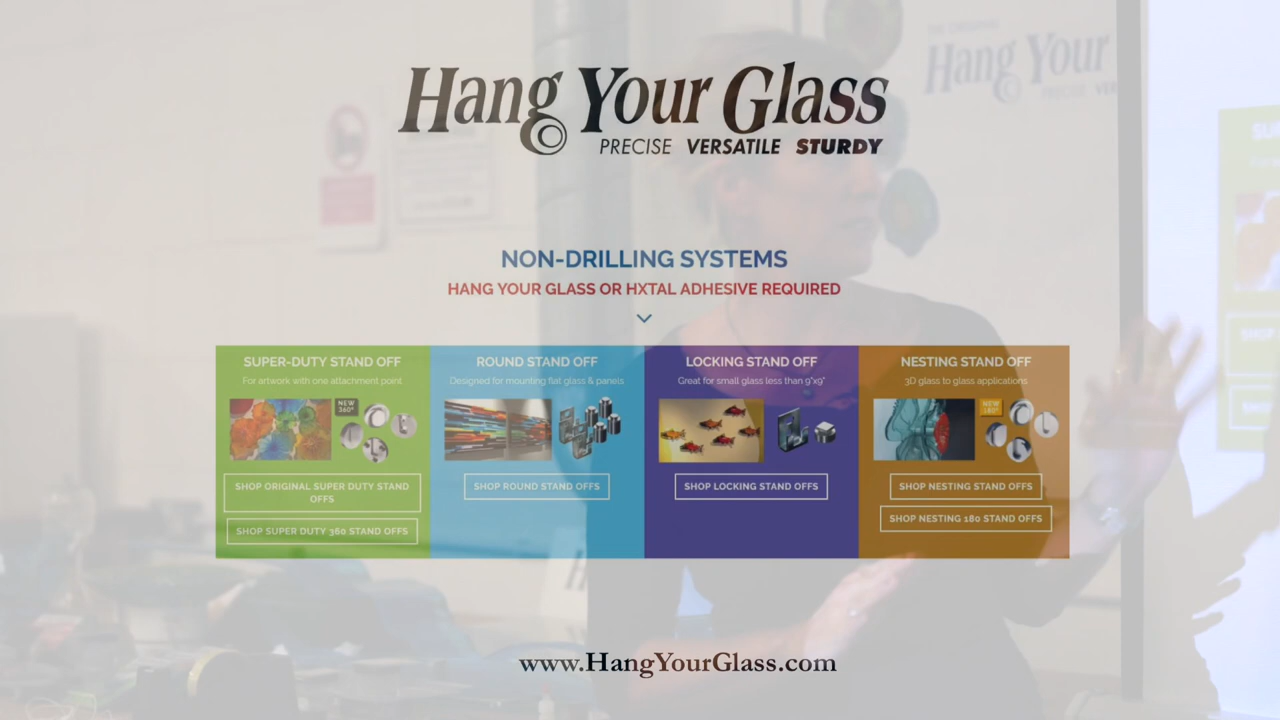 Hang Your Glass
PRECISE VERSATILE STURDY
Hang Your
PRECISE
NON-DRILLING SYSTEMS
HANG YOUR GLASS OR HXTAL ADHESIVE REQUIRED
SUPER-DUTY STAND OFF
For artwork with one attachment point.
NEW
360°
SHOP ORIGINAL SUPER DUTY STAND
OFFS
SHOP SUPER DUTY 360 STAND OFFS
ROUND STAND OFF
Designed for mounting flat glass & panels
SHOP ROUND STAND OFFS
LOCKING STAND OFF
Great for small glass less than 9"x9"
SHOP LOCKING STAND OFFS
NESTING STAND OFF
3D glass to glass applications
NEW
180°
SHOP NESTING STAND OFFS
SHOP NESTING 180 STAND OFFS
www.HangYourGlass.com